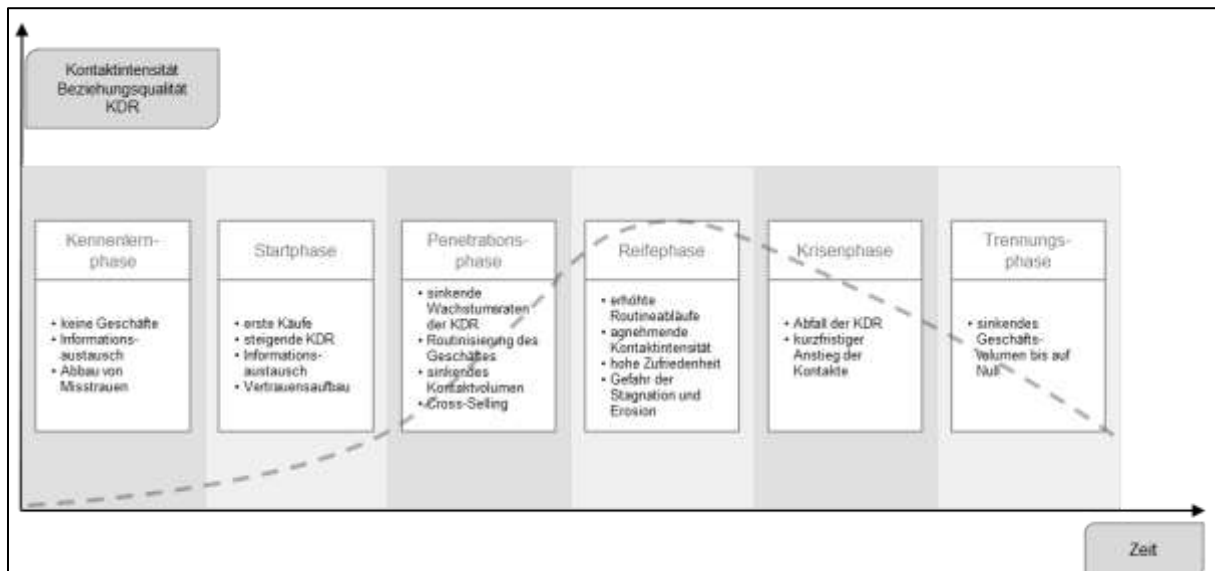 Kontaktintensität
Beziehungsqualität
KDR
Kennenlern-
phase
• keine Geschäfte
• Informations-
austausch
• Abbau von
Misstrauen
Startphase
• erste Käufe
• steigende KDR
• Informations-
austausch
• Vertrauensaufbau
Penetrations-
phase
• sinkende
Wachstumsraten
der KDR
• Routinisierung des
Geschäftes
• sinkendes
Kontaktvolumen
• Cross-Selling
Reifephase
• erhöhte
Routineabläufe
• agnehmende
Kontaktintensität
• hohe Zufriedenheit
• Gefahr der
Stagnation und
Erosion
Krisenphase
• Abfall der KDR
• kurzfristiger
Anstieg der
Kontakte
Trennungs-
phase
• sinkendes
Geschäfts-
volumen bis auf
Null
Zeit